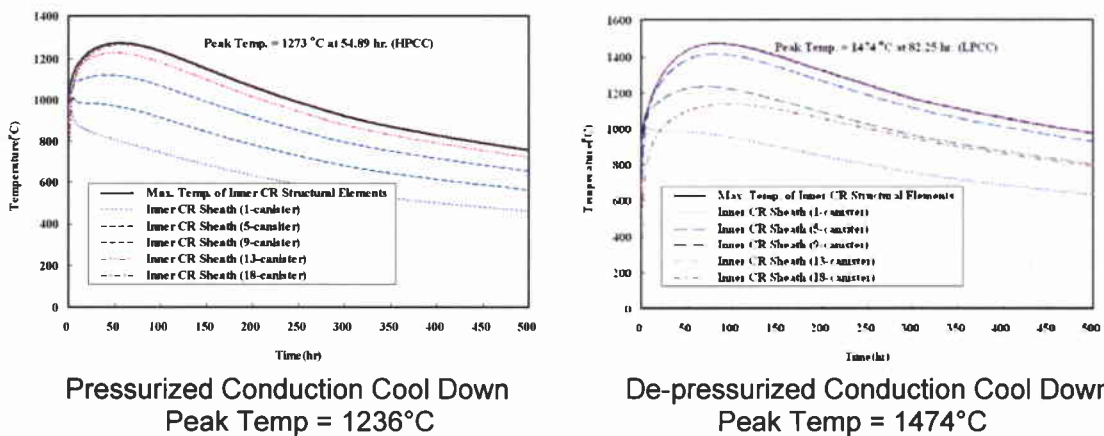 1400
1200
1000
800
600
400
200
0
Temperature(°C)
Peak Temp. = 1273 °C at 54.89 hr. (HPCC)
Max. Temp. of Inner CR Structural Elements
Inner CR Sheath (1-canister)
Inner CR Sheath (5-canister)
Inner CR Sheath (9-canister)
Inner CR Sheath (13-canister)
Inner CR Sheath (18-canister)
0 50 100 150 200 250 300 350 400 450 500
Time(hr)
Pressurized Conduction Cool Down
Peak Temp = 1236°C
1600
1400
1200
1000
800
600
400
200
0
Temperature(°C)
Peak Temp. = 1474 °C at 82.25 hr. (LPCC)
Max. Temp. of Inner CR Structural Elements
Inner CR Sheath (1-canister)
Inner CR Sheath (5-canister)
Inner CR Sheath (9-canister)
Inner CR Sheath (13-canister)
Inner CR Sheath (18-canister)
0 50 100 150 200 250 300 350 400 450 500
Time(hr)
De-pressurized Conduction Cool Down
Peak Temp = 1474°C